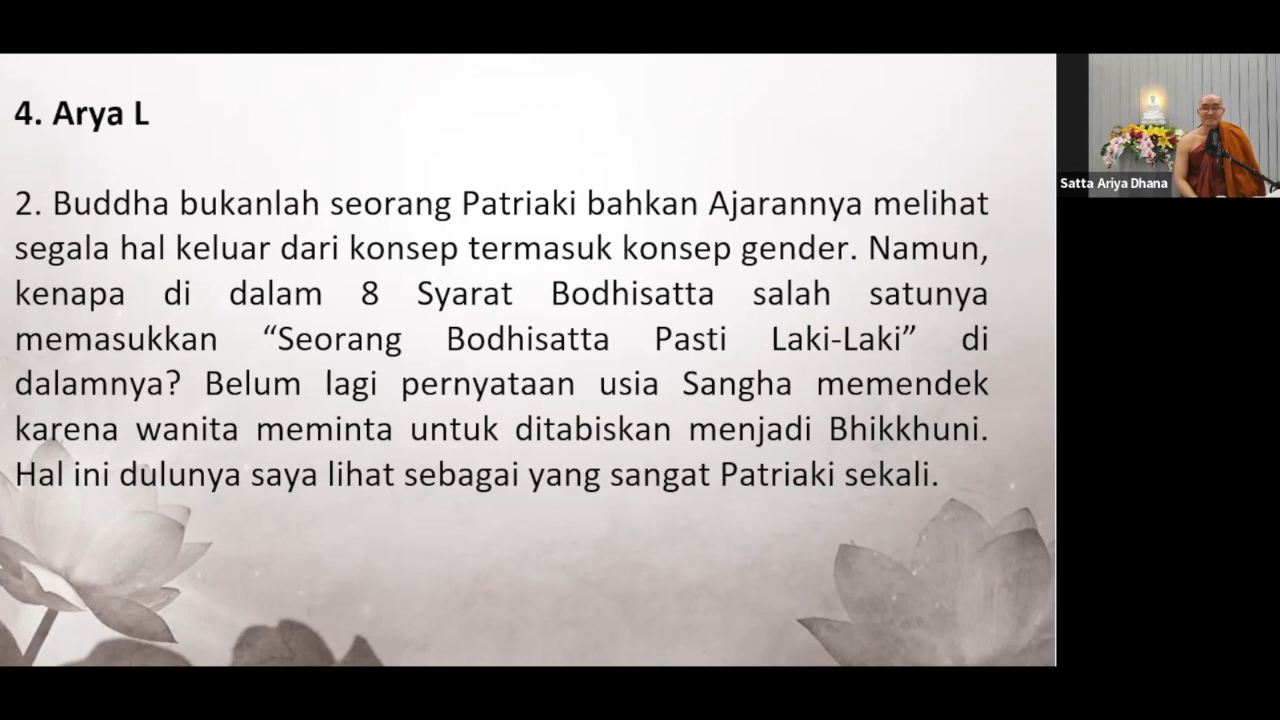 4. Arya L
2. Buddha bukanlah seorang Patriaki bahkan Ajarannya melihat
segala hal keluar dari konsep termasuk konsep gender. Namun,
kenapa di dalam 8 Syarat Bodhisatta salah satunya
memasukkan “Seorang Bodhisatta Pasti Laki-Laki” di
dalamnya? Belum lagi pernyataan usia Sangha memendek
karena wanita meminta untuk ditabiskan menjadi Bhikkhuni.
Hal ini dulunya saya lihat sebagai yang sangat Patriaki sekali.
Satta Ariya Dhana